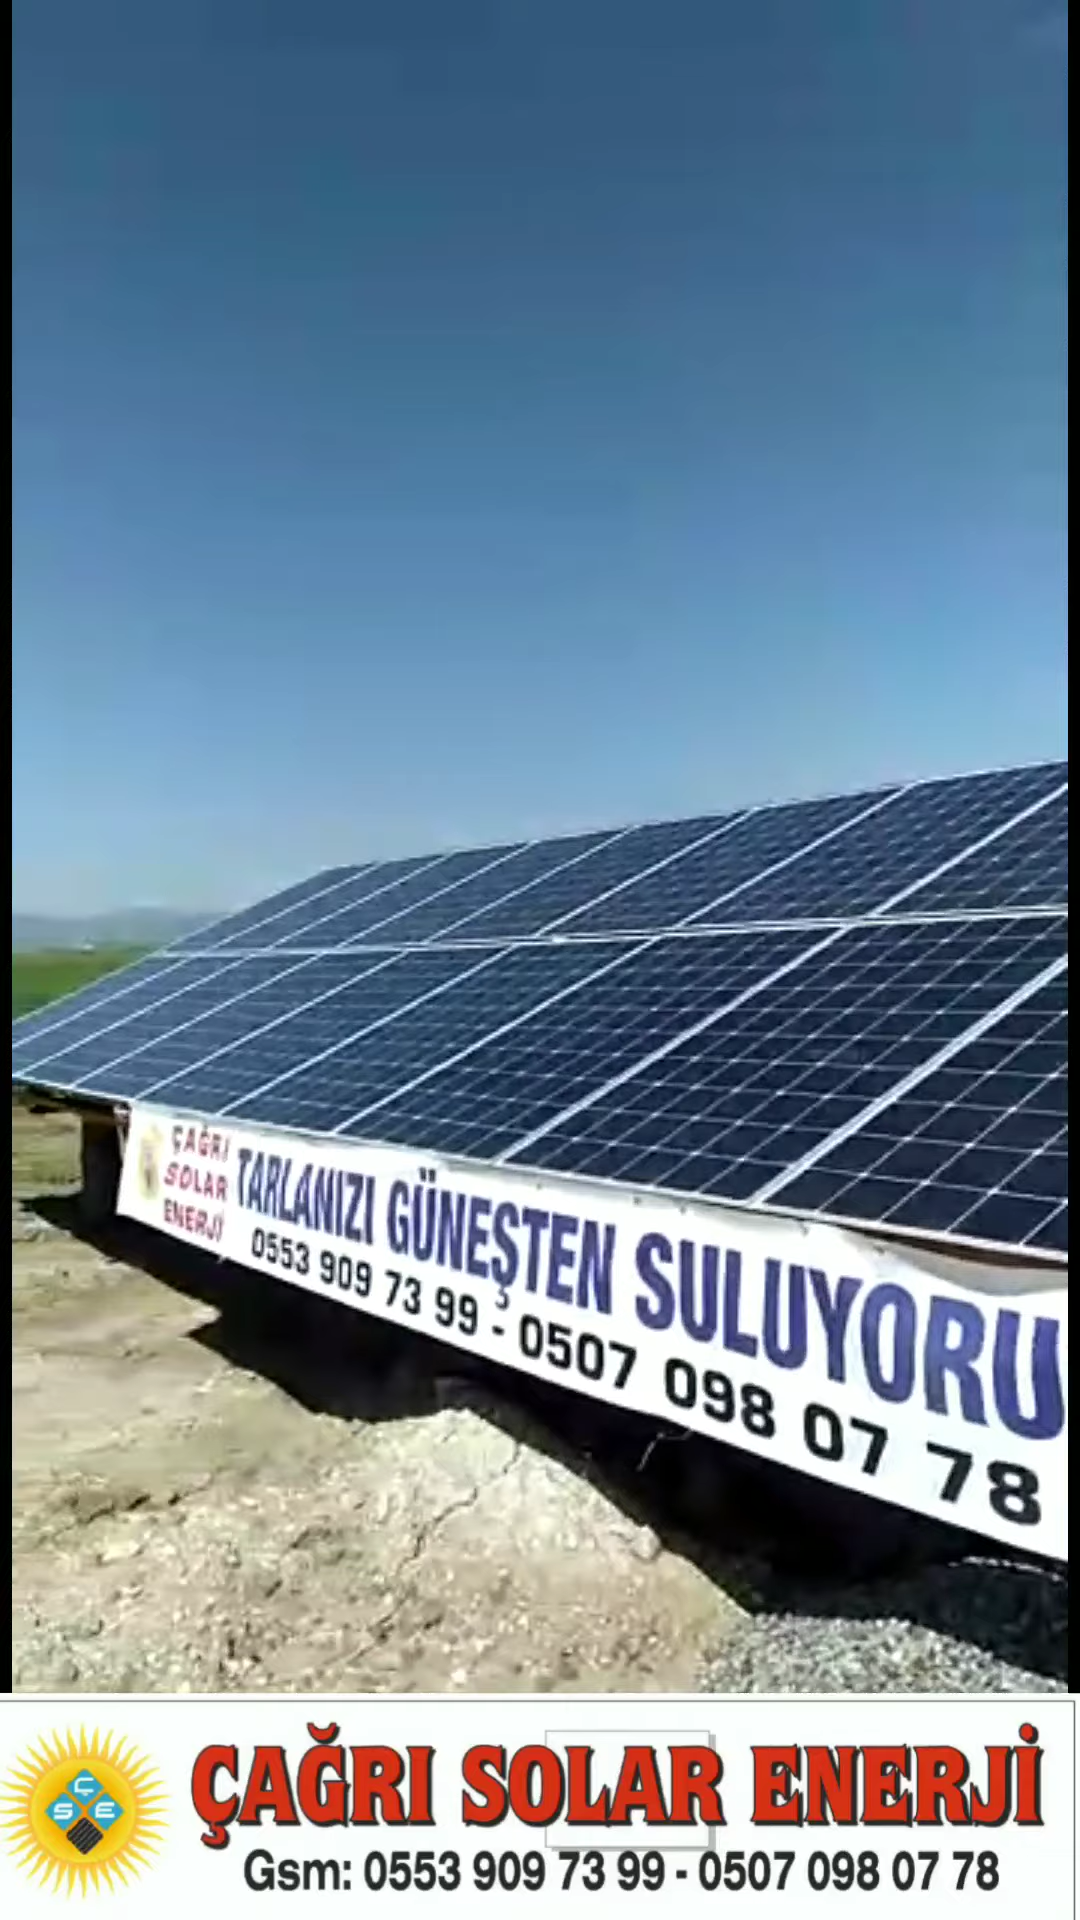 ÇAĞRI
SOLAR
ENERJİ
TARLANIZI GÜNEŞTEN SULUYORU
0553 909 73 99 - 0507 098 07 78
Ç
S E
ÇAĞRI SOLAR ENERJİ
Gsm: 0553 909 73 99 - 0507 098 07 78